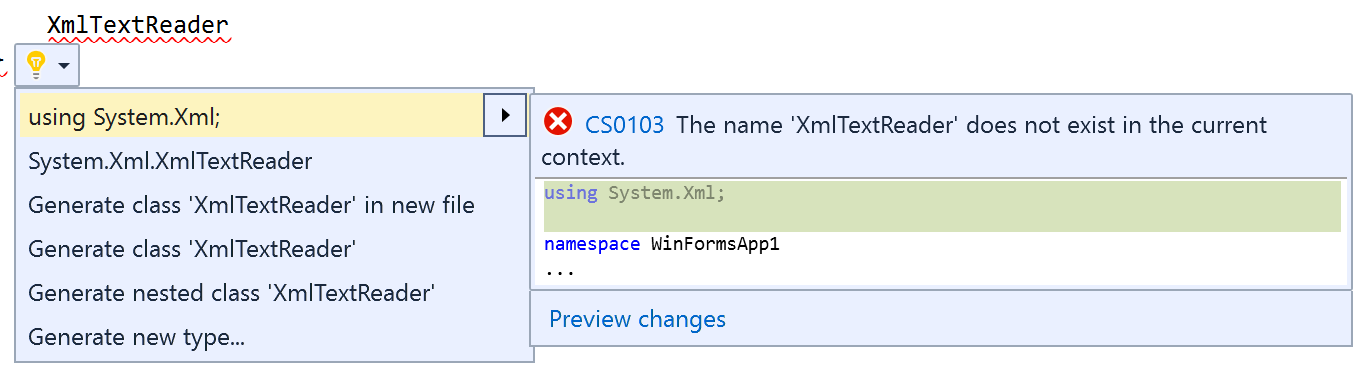 XmlTextReader
using System.Xml;
System.Xml.XmlTextReader
Generate class 'XmlTextReader' in new file
Generate class 'XmlTextReader'
Generate nested class 'XmlTextReader'
Generate new type...
CS0103 The name 'XmlTextReader' does not exist in the current
context.
using System.Xml;
namespace WinFormsApp1
...
Preview changes